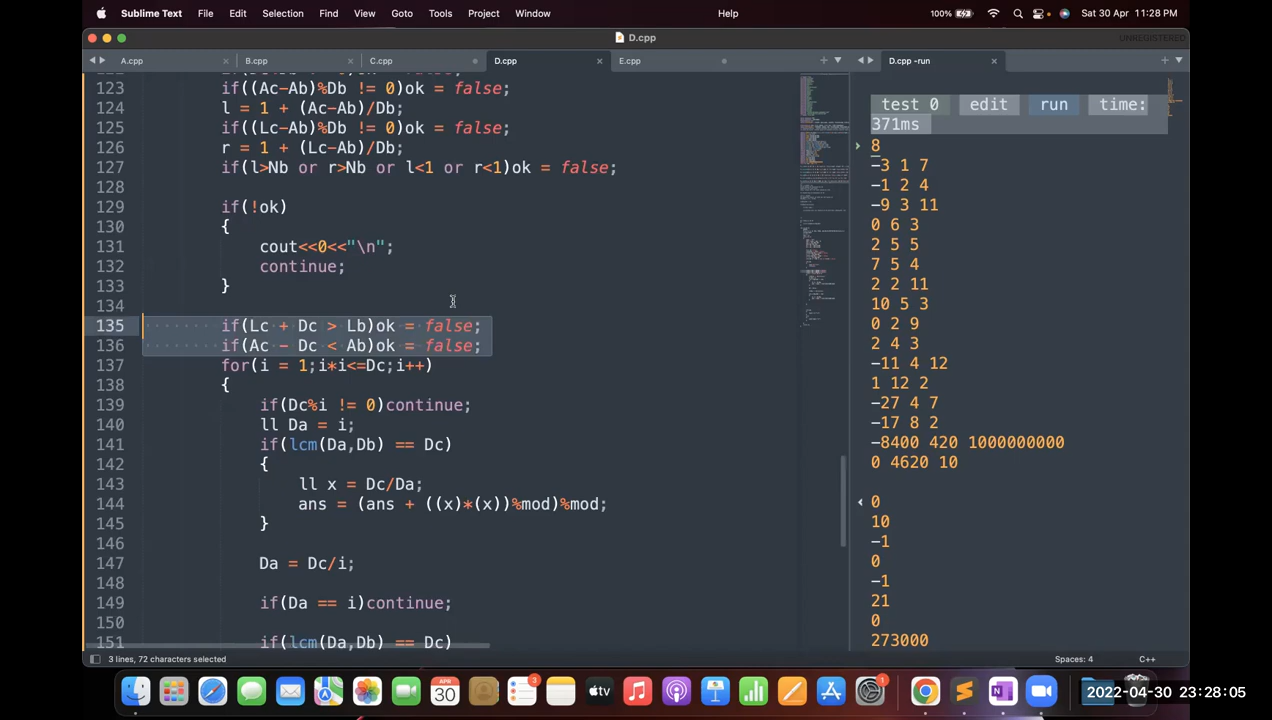 Sublime Text File Edit Selection Find View Goto Tools Project Window Help 100% Sat 30 Apr 11:28 PM
D.cpp UNREGISTERED
A.cpp B.cpp C.cpp D.cpp E.cpp D.cpp -run
123 if((Ac-Ab)%Db != 0)ok = false;
124 l = 1 + (Ac-Ab)/Db;
125 if((Lc-Ab)%Db != 0)ok = false;
126 r = 1 + (Lc-Ab)/Db;
127 if(l>Nb or r>Nb or l<1 or r<1)ok = false;
128
129 if(!ok)
130 {
131 cout<<0<<"\n";
132 continue;
133 }
134
135 if(Lc + Dc > Lb)ok = false;
136 if(Ac - Dc < Ab)ok = false;
137 for(i = 1;i*i<=Dc;i++)
138 {
139 if(Dc%i != 0)continue;
140 ll Da = i;
141 if(lcm(Da,Db) == Dc)
142 {
143 ll x = Dc/Da;
144 ans = (ans + ((x)*(x))%mod)%mod;
145 }
146
147 Da = Dc/i;
148
149 if(Da == i)continue;
150
151 if(lcm(Da,Db) == Dc)
test 0 edit run time:
371ms
8
-3 1 7
-1 2 4
-9 3 11
0 6 3
2 5 5
7 5 4
2 2 11
10 5 3
0 2 9
2 4 3
-11 4 12
1 12 2
-27 4 7
-17 8 2
-8400 420 1000000000
0 4620 10
0
10
-1
0
-1
21
0
273000
3 lines, 72 characters selected Spaces: 4 C++
APR
30
3
tv
1
2022-04-30 23:28:05